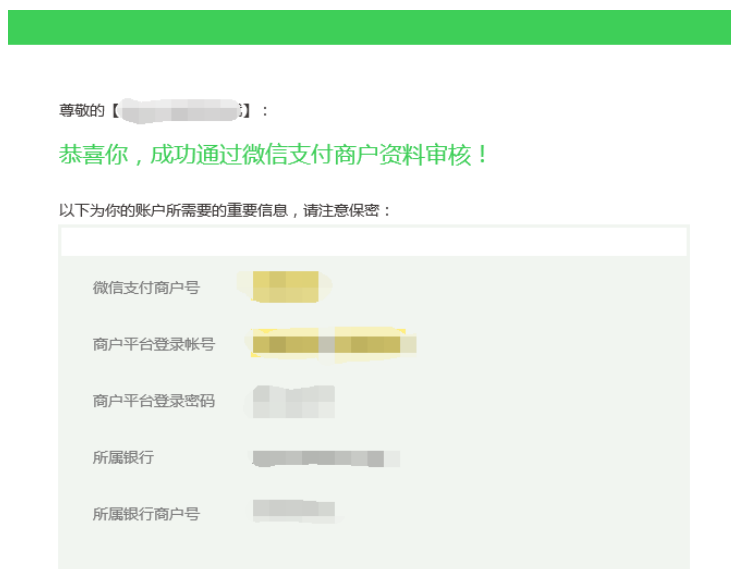 尊敬的【】：
恭喜你，成功通过微信支付商户资料审核！
以下为你的账户所需要的重要信息，请注意保密：
微信支付商户号
商户平台登录帐号
商户平台登录密码
所属银行
所属银行商户号